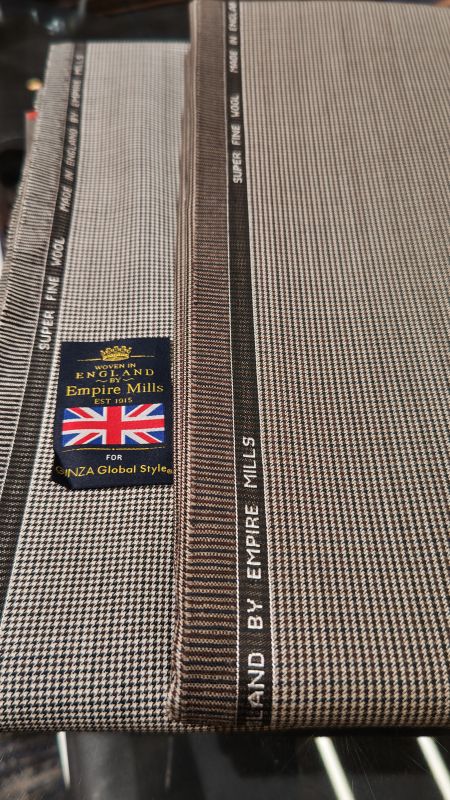 SUPER FINE WOOL MADE IN ENGLAND BY EMPIRE MILLS
LAND BY EMPIRE MILLS SUPER FINE WOOL MADE IN ENGLAND
WOVEN IN
ENGLAND
~BY~
Empire Mills
EST 1915
FOR
GINZA Global Style®